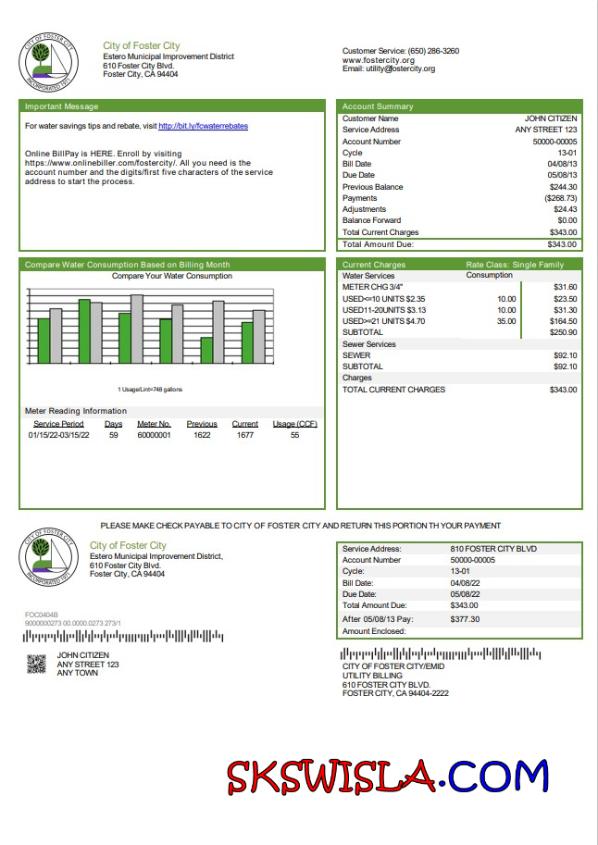 CITY OF FOSTER CITY
INCORPORATED 1971
City of Foster City
Estero Municipal Improvement District
610 Foster City Blvd.
Foster City, CA 94404
Customer Service: (650) 286-3260
www.fostercity.org
Email: utility@fostercity.org
Important Message
For water savings tips and rebate, visit http://bit.ly/fcwaterrebates
Online BillPay is HERE. Enroll by visiting
https://www.onlinebiller.com/fostercity/. All you need is the
account number and the digits/first five characters of the service
address to start the process.
Account Summary
Customer Name JOHN CITIZEN
Service Address ANY STREET 123
Account Number 50000-00005
Cycle 13-01
Bill Date 04/08/13
Due Date 05/08/13
Previous Balance $244.30
Payments ($268.73)
Adjustments $24.43
Balance Forward $0.00
Total Current Charges $343.00
Total Amount Due: $343.00
Compare Water Consumption Based on Billing Month
Compare Your Water Consumption
1 Usage/Unit=748 gallons
Meter Reading Information
Service Period Days Meter No. Previous Current Usage (CCF)
01/15/22-03/15/22 59 60000001 1622 1677 55
Current Charges Rate Class: Single Family
Water Services Consumption
METER CHG 3/4" $31.60
USED<=10 UNITS $2.35 10.00 $23.50
USED11-20UNITS $3.13 10.00 $31.30
USED>=21 UNITS $4.70 35.00 $164.50
SUBTOTAL $250.90
Sewer Services
SEWER $92.10
SUBTOTAL $92.10
Charges
TOTAL CURRENT CHARGES $343.00
PLEASE MAKE CHECK PAYABLE TO CITY OF FOSTER CITY AND RETURN THIS PORTION TH YOUR PAYMENT
CITY OF FOSTER CITY
INCORPORATED 1971
City of Foster City
Estero Municipal Improvement District,
610 Foster City Blvd.
Foster City, CA 94404
Service Address: 810 FOSTER CITY BLVD
Account Number 50000-00005
Cycle: 13-01
Bill Date: 04/08/22
Due Date: 05/08/22
Total Amount Due: $343.00
After 05/08/13 Pay: $377.30
Amount Enclosed:
FOC0404B
9000000273 00.0000.0273 273/1
JOHN CITIZEN
ANY STREET 123
ANY TOWN
CITY OF FOSTER CITY/EMID
UTILITY BILLING
610 FOSTER CITY BLVD.
FOSTER CITY, CA 94404-2222
SKSWISLA.COM